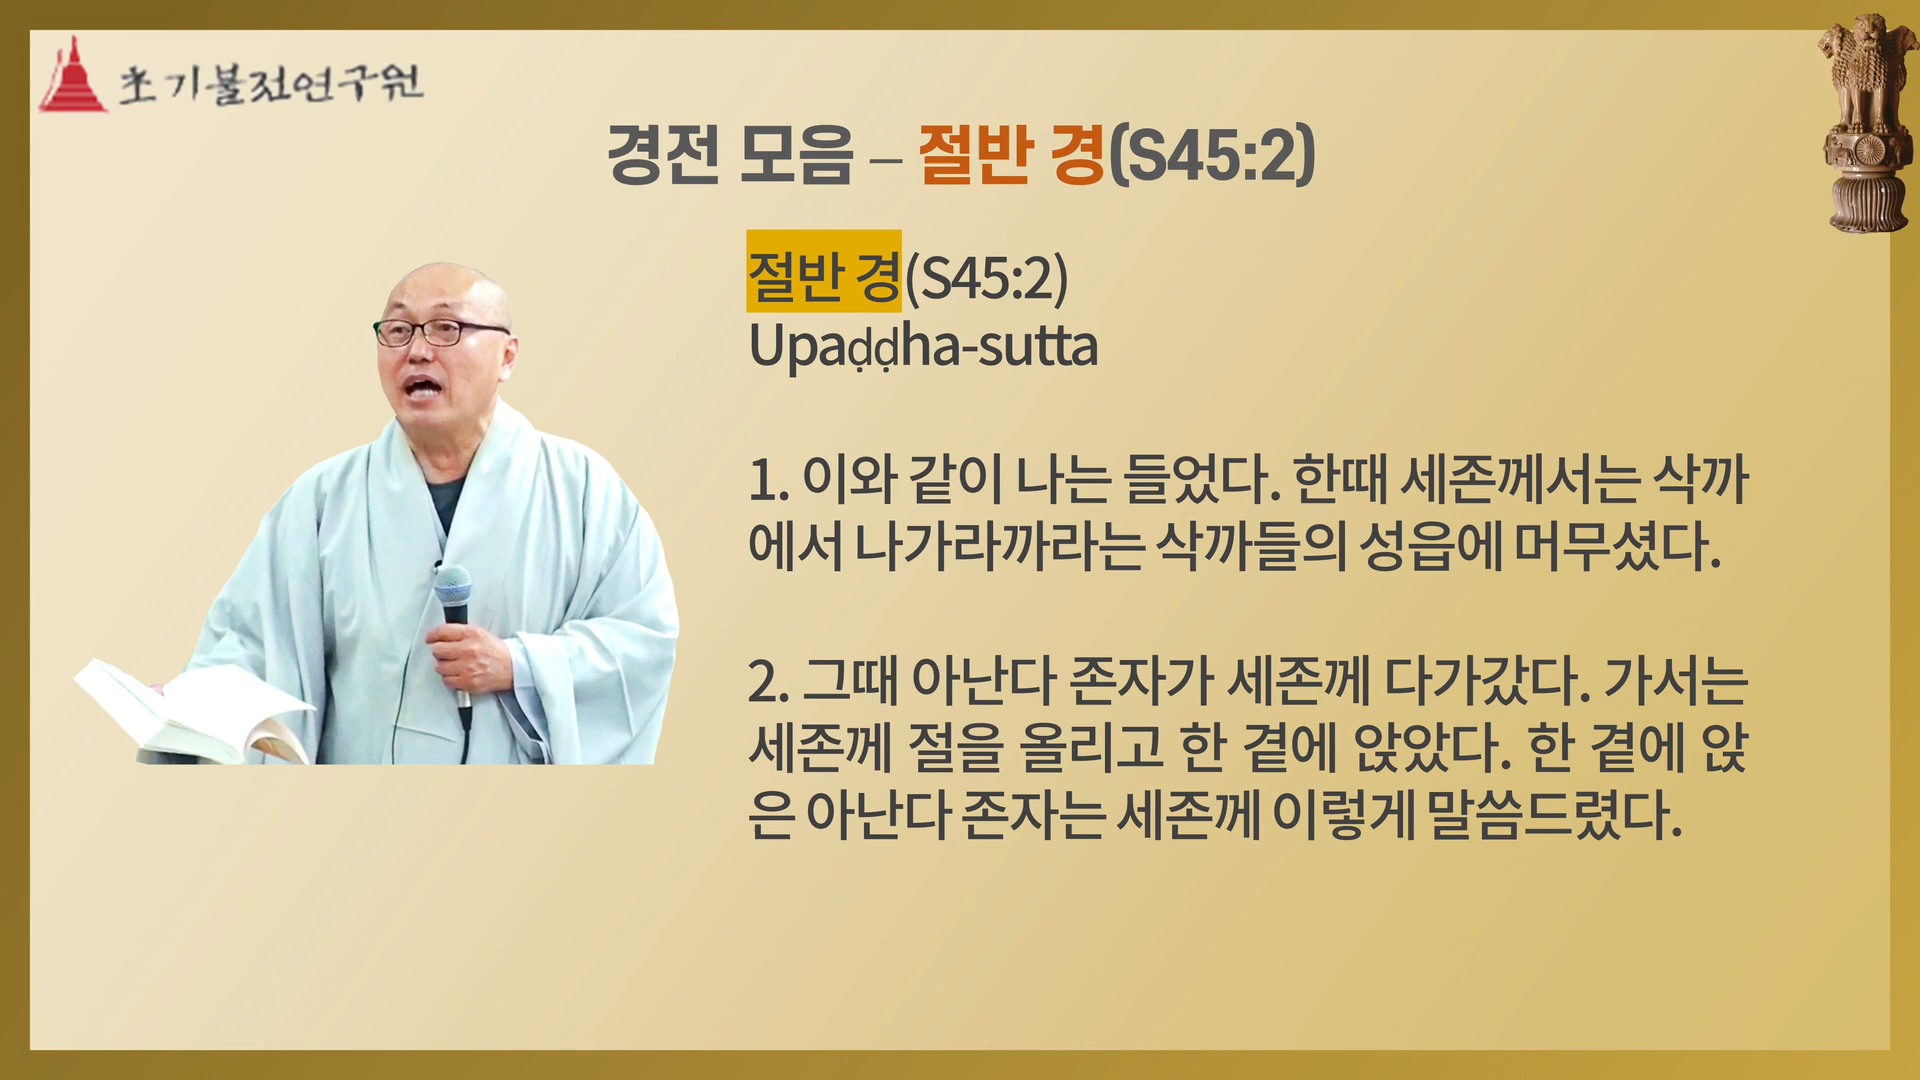 초기불전연구원
경전 모음 – 절반 경(S45:2)
절반 경(S45:2)
Upaḍḍha-sutta
1. 이와 같이 나는 들었다. 한때 세존께서는 삭까
에서 나가라까라는 삭까들의 성읍에 머무셨다.
2. 그때 아난다 존자가 세존께 다가갔다. 가서는
세존께 절을 올리고 한 곁에 앉았다. 한 곁에 앉
은 아난다 존자는 세존께 이렇게 말씀드렸다.